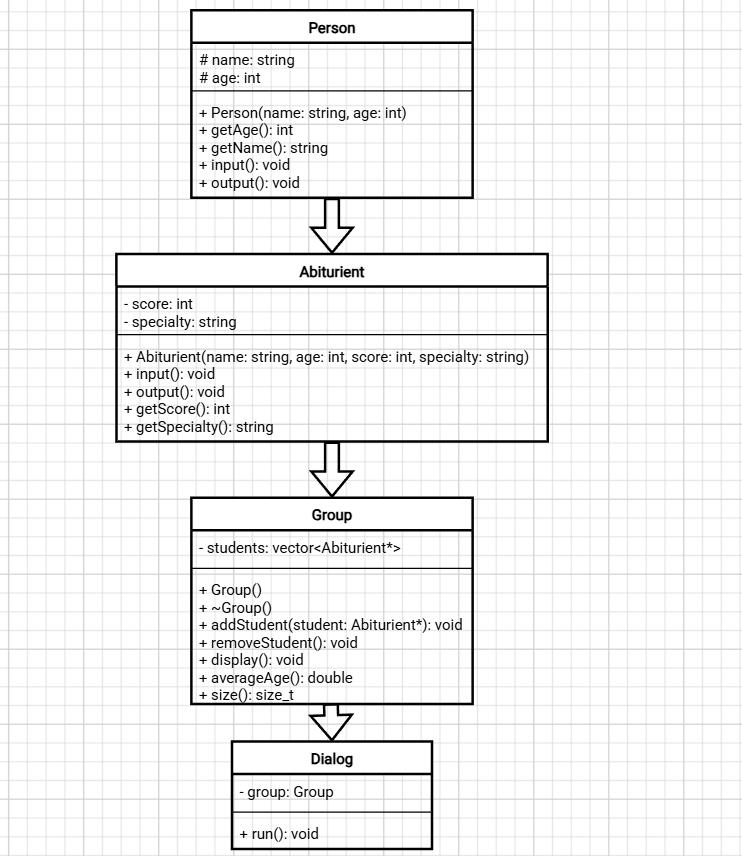 Person
# name: string
# age: int
+ Person(name: string, age: int)
+ getAge(): int
+ getName(): string
+ input(): void
+ output(): void
Abiturient
- score: int
- specialty: string
+ Abiturient(name: string, age: int, score: int, specialty: string)
+ input(): void
+ output(): void
+ getScore(): int
+ getSpecialty(): string
Group
- students: vector<Abiturient*>
+ Group()
+ ~Group()
+ addStudent(student: Abiturient*): void
+ removeStudent(): void
+ display(): void
+ averageAge(): double
+ size(): size_t
Dialog
- group: Group
+ run(): void